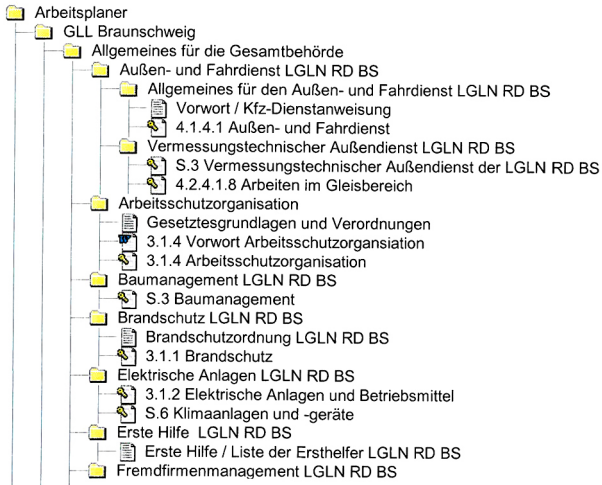 Arbeitsplaner
GLL Braunschweig
Allgemeines für die Gesamtbehörde
Außen- und Fahrdienst LGLN RD BS
Allgemeines für den Außen- und Fahrdienst LGLN RD BS
Vorwort / Kfz-Dienstanweisung
4.1.4.1 Außen- und Fahrdienst
Vermessungstechnischer Außendienst LGLN RD BS
S.3 Vermessungstechnischer Außendienst der LGLN RD BS
4.2.4.1.8 Arbeiten im Gleisbereich
Arbeitsschutzorganisation
Gesetztesgrundlagen und Verordnungen
3.1.4 Vorwort Arbeitsschutzorgansiation
3.1.4 Arbeitsschutzorganisation
Baumanagement LGLN RD BS
S.3 Baumanagement
Brandschutz LGLN RD BS
Brandschutzordnung LGLN RD BS
3.1.1 Brandschutz
Elektrische Anlagen LGLN RD BS
3.1.2 Elektrische Anlagen und Betriebsmittel
S.6 Klimaanlagen und -geräte
Erste Hilfe LGLN RD BS
Erste Hilfe / Liste der Ersthelfer LGLN RD BS
Fremdfirmenmanagement LGLN RD BS